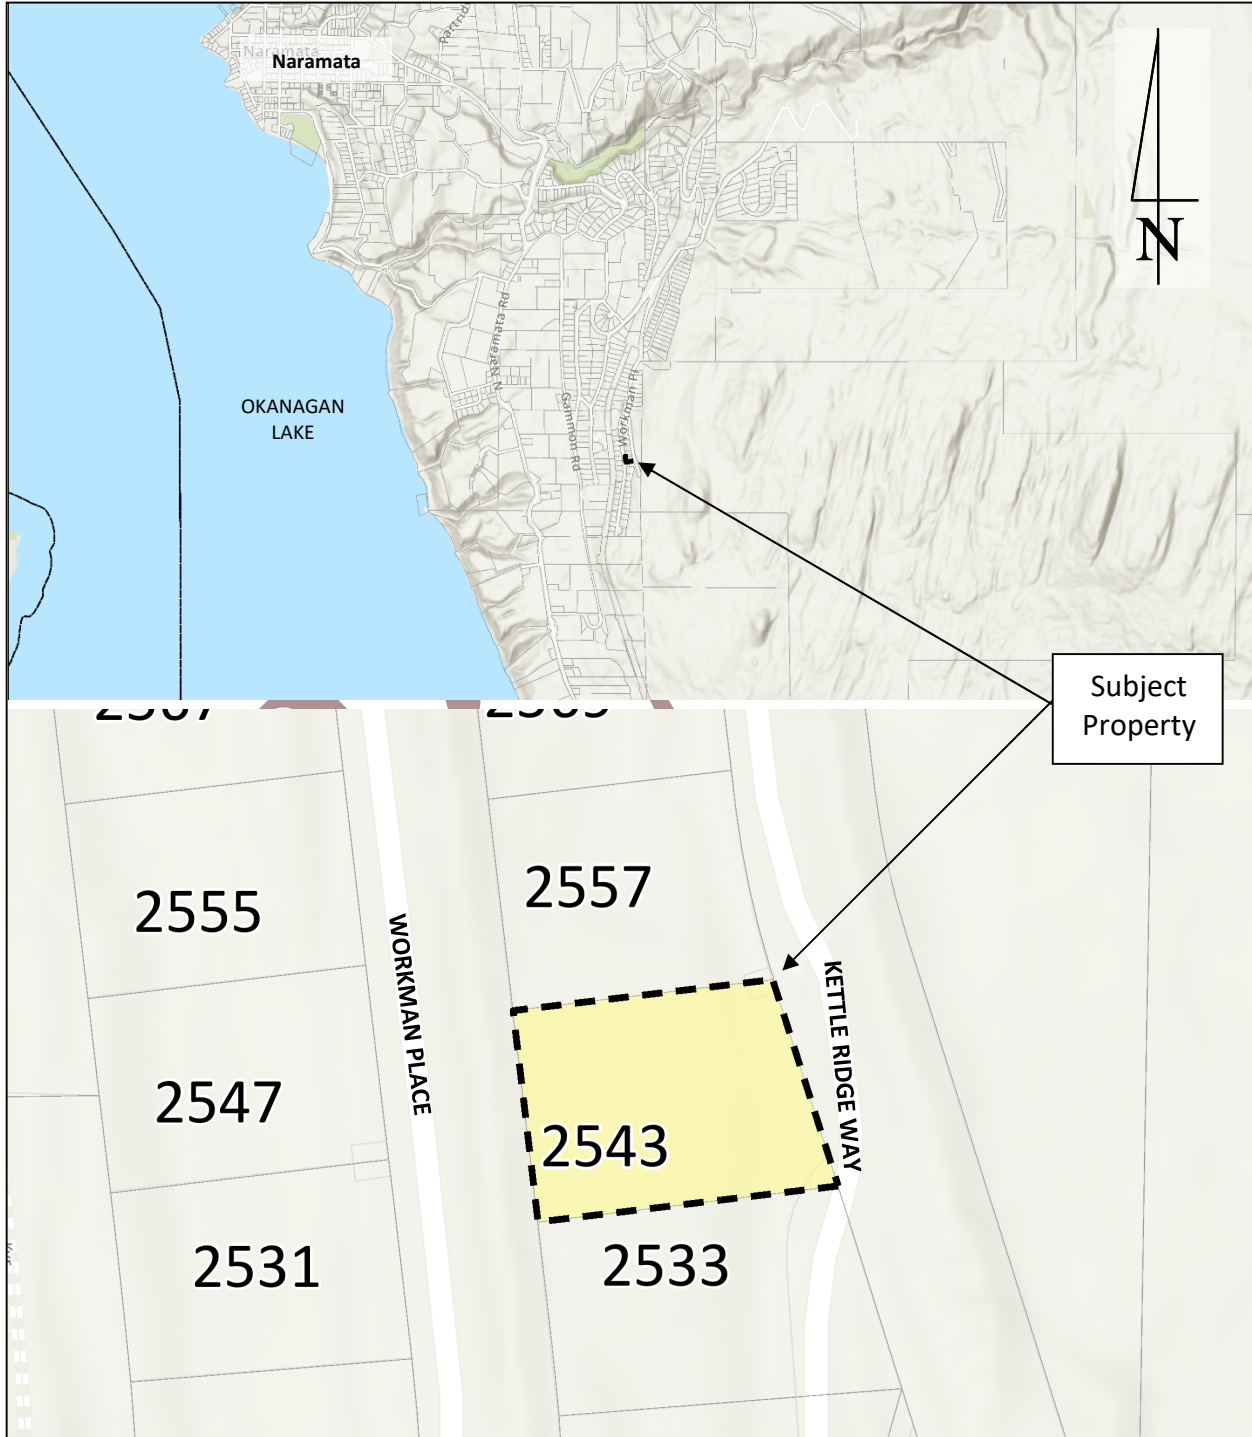 Naramata
Naramata
N
N Naramata Rd
OKANAGAN
LAKE
Gammon Rd
Workman Pl
Subject
Property
2557
2555
WORKMAN PLACE
KETTLE RIDGE WAY
2547
2543
2531
2533